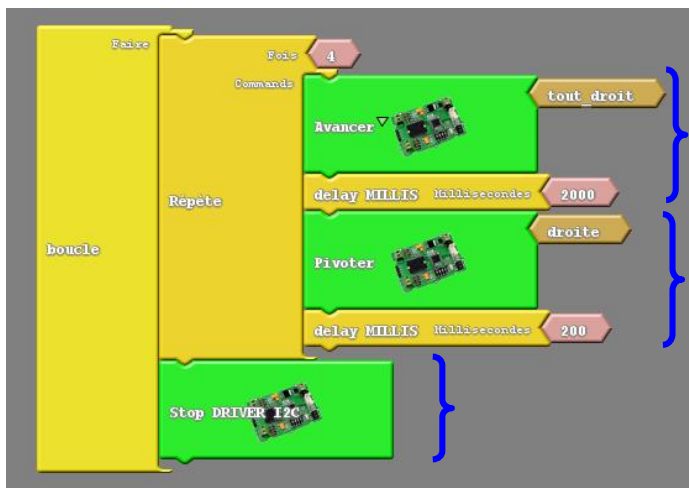 Faire
Fois 4
Commands
tout_droit
Avancer
delay MILLIS Millisecondes 2000
Répète
droite
boucle
Pivoter
delay MILLIS Millisecondes 200
Stop DRIVER I2C